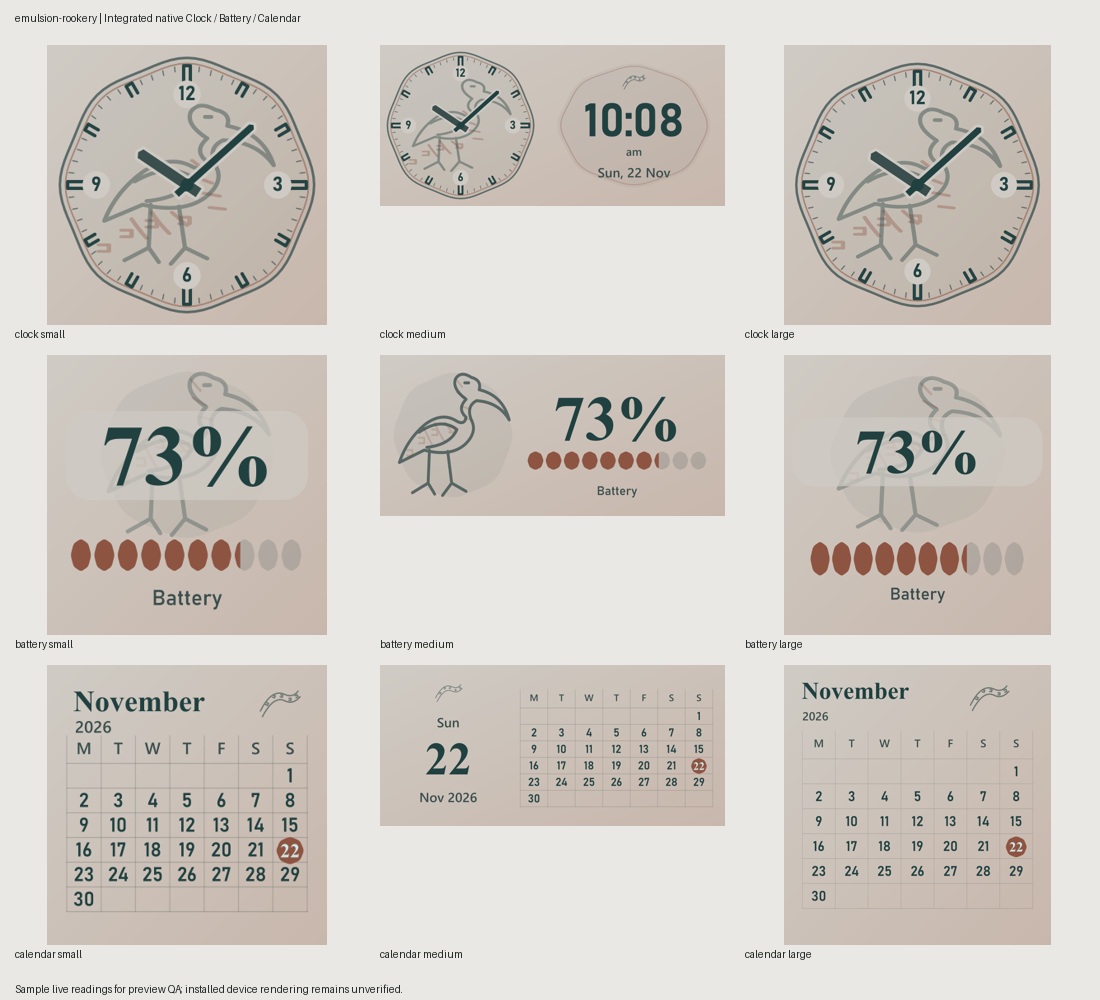 emulsion-rookery | Integrated native Clock / Battery / Calendar
12
9
3
6
clock small
12
9
3
6
10:08
am
Sun, 22 Nov
clock medium
12
9
3
6
clock large
73%
Battery
battery small
73%
Battery
battery medium
73%
Battery
battery large
November
2026
M T W T F S S
1
2 3 4 5 6 7 8
9 10 11 12 13 14 15
16 17 18 19 20 21 22
23 24 25 26 27 28 29
30
calendar small
Sun
22
Nov 2026
M T W T F S S
1
2 3 4 5 6 7 8
9 10 11 12 13 14 15
16 17 18 19 20 21 22
23 24 25 26 27 28 29
30
calendar medium
November
2026
M T W T F S S
1
2 3 4 5 6 7 8
9 10 11 12 13 14 15
16 17 18 19 20 21 22
23 24 25 26 27 28 29
30
calendar large
Sample live readings for preview QA; installed device rendering remains unverified.